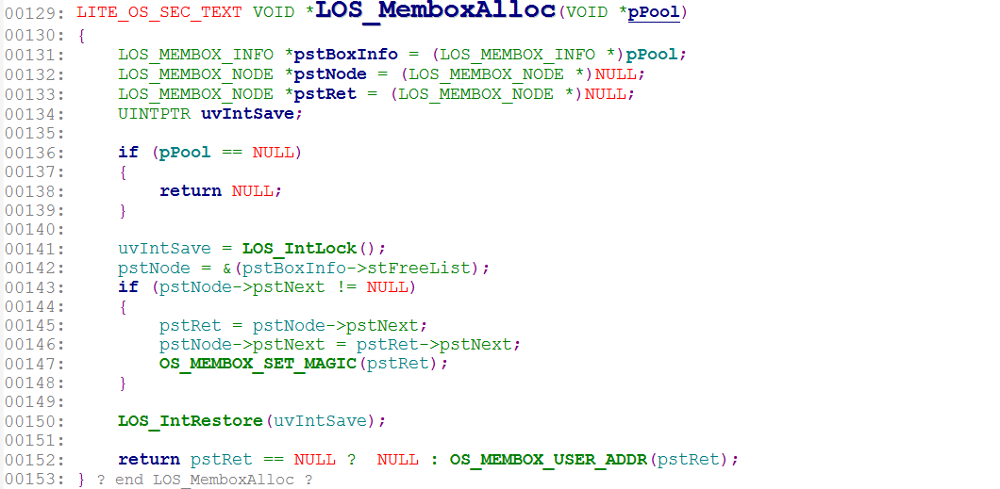 00129: LITE_OS_SEC_TEXT VOID *LOS_MemboxAlloc(VOID *pPool)
00130: {
00131:     LOS_MEMBOX_INFO *pstBoxInfo = (LOS_MEMBOX_INFO *)pPool;
00132:     LOS_MEMBOX_NODE *pstNode = (LOS_MEMBOX_NODE *)NULL;
00133:     LOS_MEMBOX_NODE *pstRet = (LOS_MEMBOX_NODE *)NULL;
00134:     UINTPTR uvIntSave;
00135:
00136:     if (pPool == NULL)
00137:     {
00138:         return NULL;
00139:     }
00140:
00141:     uvIntSave = LOS_IntLock();
00142:     pstNode = &(pstBoxInfo->stFreeList);
00143:     if (pstNode->pstNext != NULL)
00144:     {
00145:         pstRet = pstNode->pstNext;
00146:         pstNode->pstNext = pstRet->pstNext;
00147:         OS_MEMBOX_SET_MAGIC(pstRet);
00148:     }
00149:
00150:     LOS_IntRestore(uvIntSave);
00151:
00152:     return pstRet == NULL ?  NULL : OS_MEMBOX_USER_ADDR(pstRet);
00153: } ? end LOS_MemboxAlloc ?